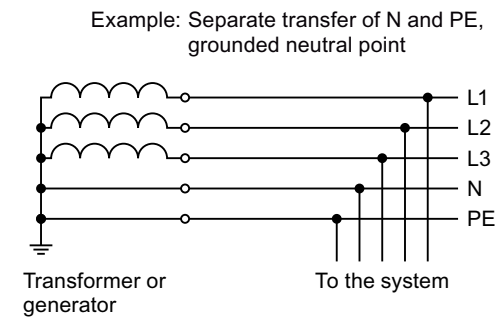 Example: Separate transfer of N and PE,
grounded neutral point
L1
L2
L3
N
PE
Transformer or
generator
To the system